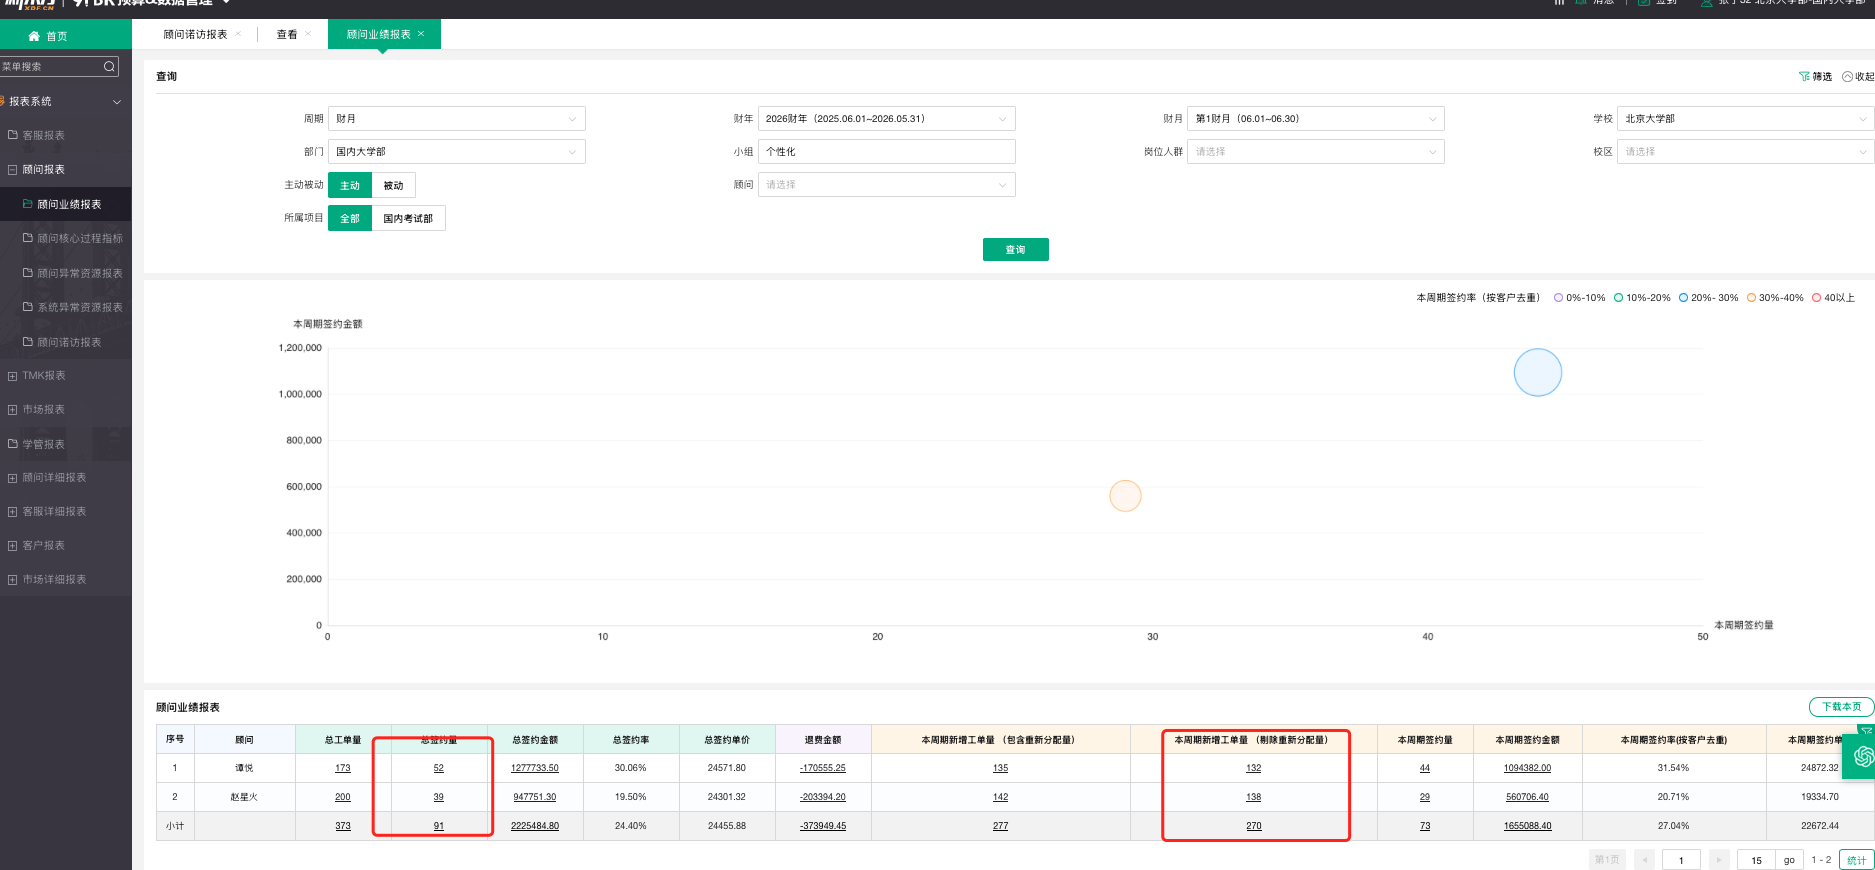 XDF.CN
首页
顾问诺访报表 ×
查看 ×
顾问业绩报表 ×
菜单搜索
报表系统
客服报表
顾问报表
顾问业绩报表
顾问核心过程指标
顾问异常资源报表
系统异常资源报表
顾问诺访报表
TMK报表
市场报表
学管报表
顾问详细报表
客服详细报表
客户报表
市场详细报表
查询 筛选 收起
周期 财月 财年 2026财年（2025.06.01~2026.05.31） 财月 第1财月（06.01~06.30） 学校 北京大学部
部门 国内大学部 小组 个性化 岗位人群 请选择 校区 请选择
主动被动 主动 被动 顾问 请选择
所属项目 全部 国内考试部
查询
本周期签约率（按客户去重） 0%-10% 10%-20% 20%- 30% 30%-40% 40以上
本周期签约金额
1,200,000
1,000,000
800,000
600,000
400,000
200,000
0
0 10 20 30 40 50
本周期签约量
顾问业绩报表 下载本页
序号 顾问 总工单量 总签约量 总签约金额 总签约率 总签约单价 退费金额 本周期新增工单量 （包含重新分配量） 本周期新增工单量 （剔除重新分配量） 本周期签约量 本周期签约金额 本周期签约率(按客户去重) 本周期签约单
1 谭悦 173 52 1277733.50 30.06% 24571.80 -170555.25 135 132 44 1094382.00 31.54% 24872.32
2 赵星火 200 39 947751.30 19.50% 24301.32 -203394.20 142 138 29 560706.40 20.71% 19334.70
小计 373 91 2225484.80 24.40% 24455.88 -373949.45 277 270 73 1655088.40 27.04% 22672.44
第1页 1 15 go 1 - 2 统计